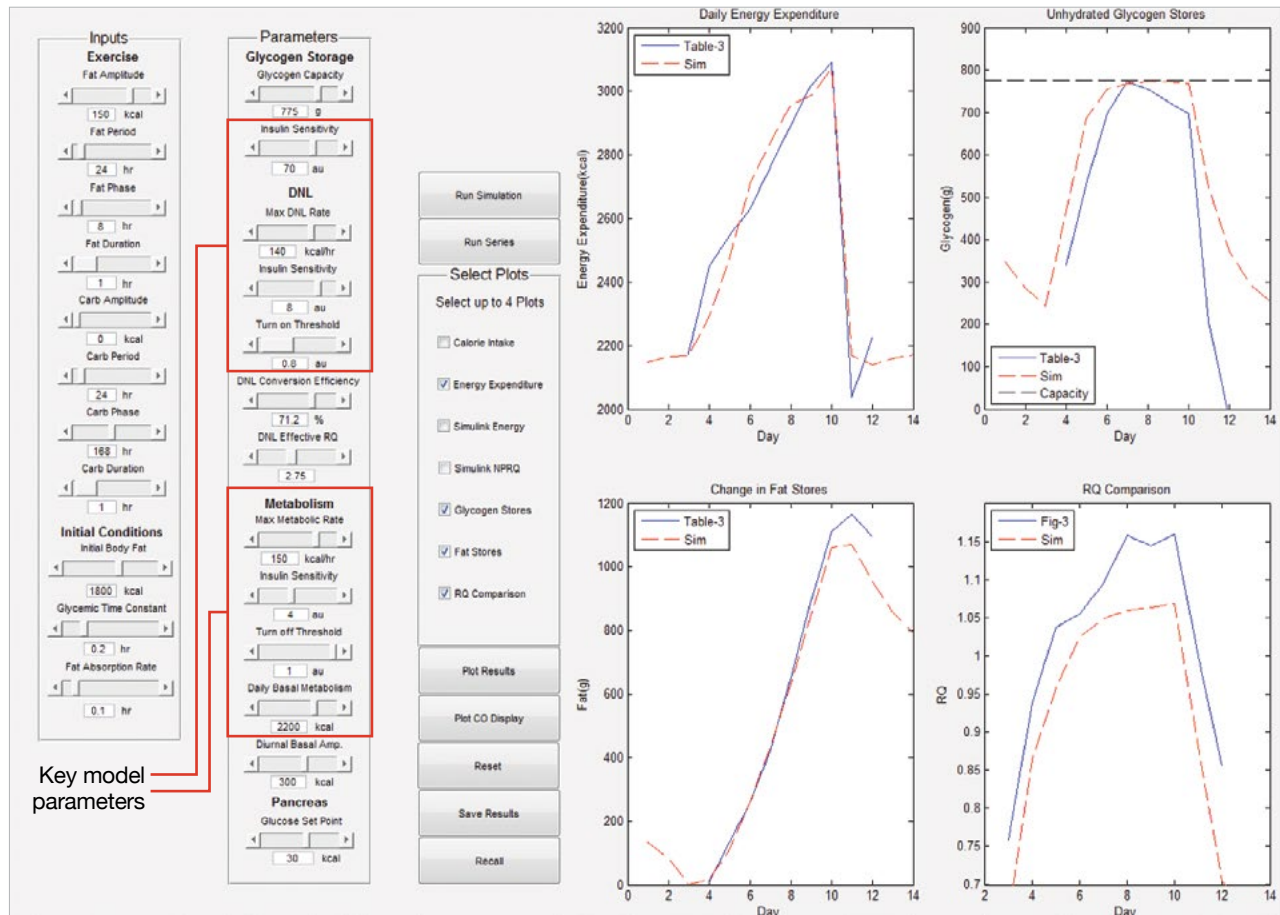 Inputs
Exercise
Fat Amplitude
150 kcal
Fat Period
24 hr
Fat Phase
8 hr
Fat Duration
1 hr
Carb Amplitude
0 kcal
Carb Period
24 hr
Carb Phase
168 hr
Carb Duration
1 hr
Initial Conditions
Initial Body Fat
1800 kcal
Glycemic Time Constant
0.2 hr
Fat Absorption Rate
0.1 hr
Key model
parameters
Parameters
Glycogen Storage
Glycogen Capacity
775 g
Insulin Sensitivity
70 au
DNL
Max DNL Rate
140 kcal/hr
Insulin Sensitivity
8 au
Turn on Threshold
0.8 au
DNL Conversion Efficiency
71.2 %
DNL Effective RQ
2.75
Metabolism
Max Metabolic Rate
150 kcal/hr
Insulin Sensitivity
4 au
Turn off Threshold
1 au
Daily Basal Metabolism
2200 kcal
Diurnal Basal Amp.
300 kcal
Pancreas
Glucose Set Point
30 kcal
Run Simulation
Run Series
Select Plots
Select up to 4 Plots
Calorie Intake
Energy Expenditure
Simulink Energy
Simulink NPRQ
Glycogen Stores
Fat Stores
RQ Comparison
Plot Results
Plot CO Display
Reset
Save Results
Recall
Daily Energy Expenditure
3200
3000
2800
2600
2400
2200
2000
Energy Expenditure(kcal)
Table-3
Sim
0 2 4 6 8 10 12 14
Day
Unhydrated Glycogen Stores
900
800
700
600
500
400
300
200
100
0
Glycogen(g)
Table-3
Sim
Capacity
0 2 4 6 8 10 12 14
Day
Change in Fat Stores
1200
1000
800
600
400
200
0
Fat(g)
Table-3
Sim
0 2 4 6 8 10 12 14
Day
RQ Comparison
1.15
1.1
1.05
1
0.95
0.9
0.85
0.8
0.75
0.7
RQ
Fig-3
Sim
2 4 6 8 10 12 14
Day